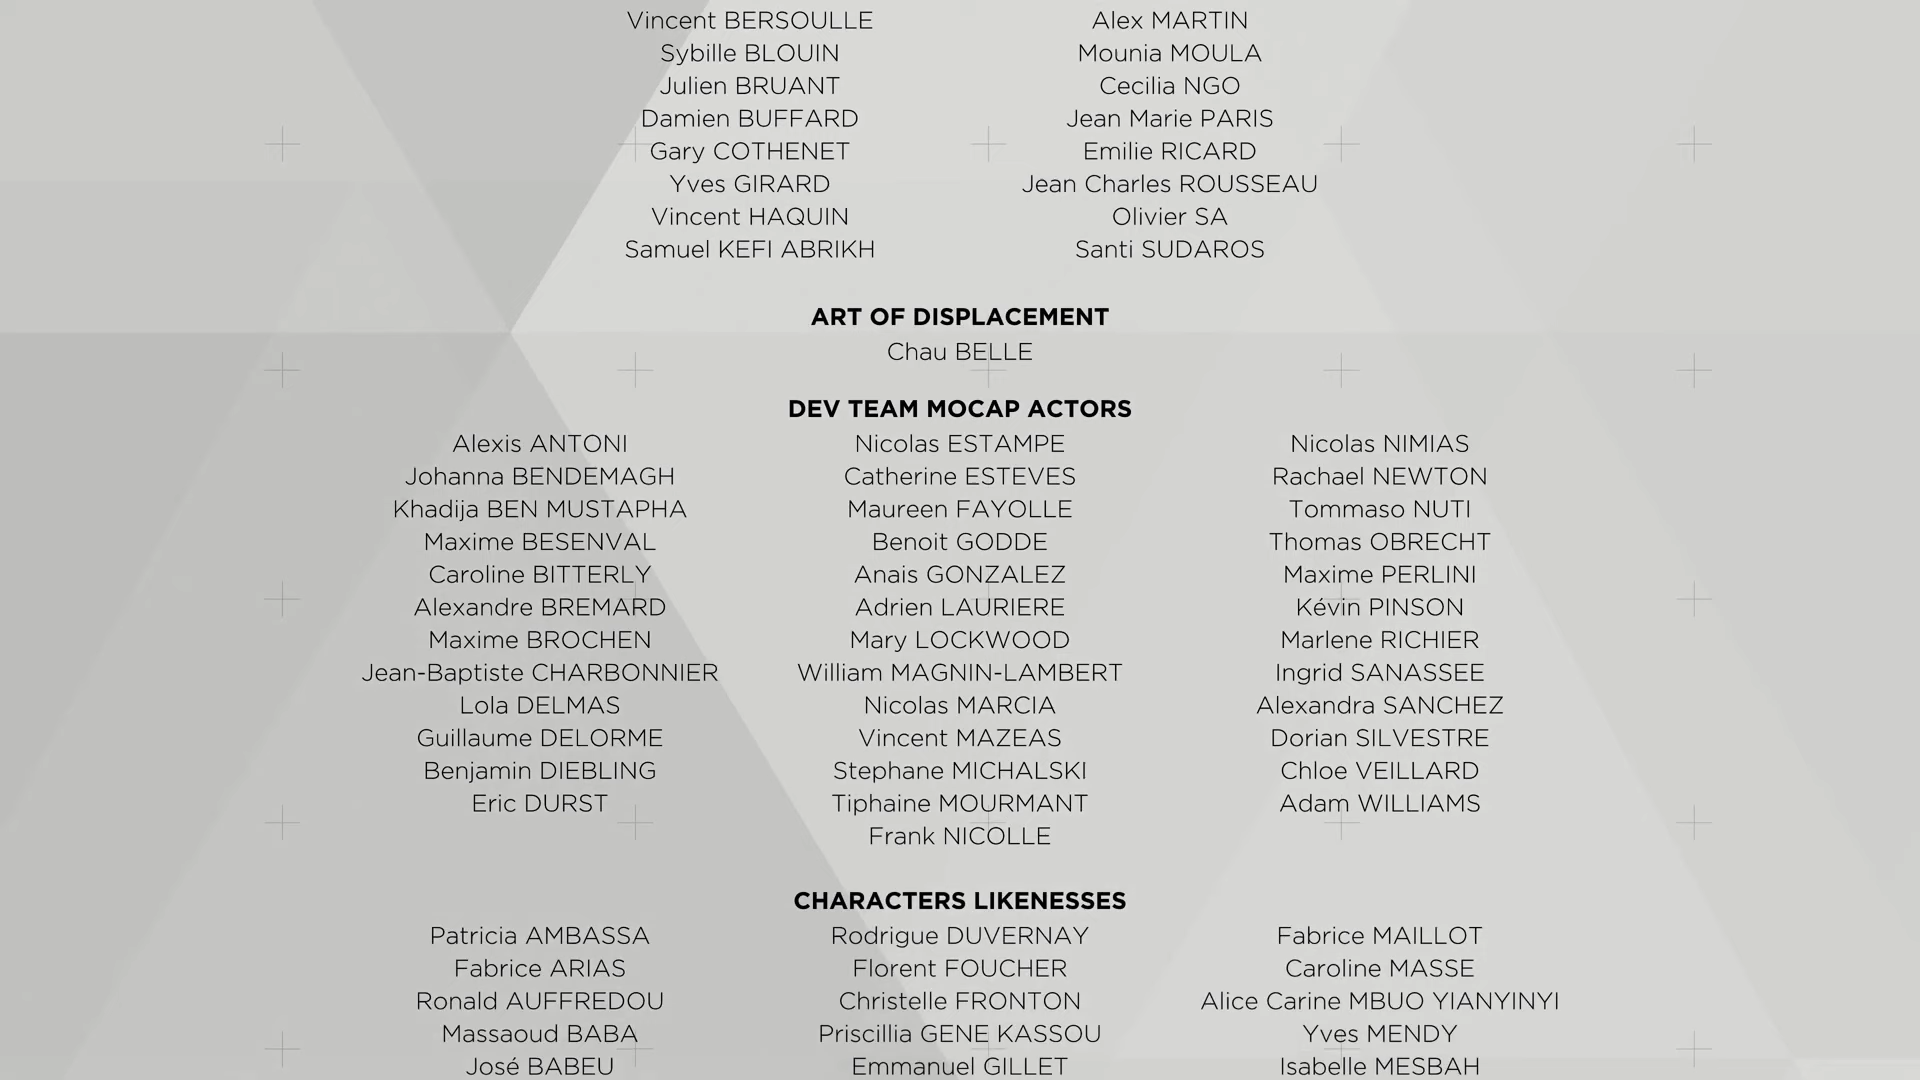 Vincent BERSOULLE Alex MARTIN
Sybille BLOUIN Mounia MOULA
Julien BRUANT Cecilia NGO
Damien BUFFARD Jean Marie PARIS
Gary COTHENET Emilie RICARD
Yves GIRARD Jean Charles ROUSSEAU
Vincent HAQUIN Olivier SA
Samuel KEFI ABRIKH Santi SUDAROS
ART OF DISPLACEMENT
Chau BELLE
DEV TEAM MOCAP ACTORS
Alexis ANTONI Nicolas ESTAMPE Nicolas NIMIAS
Johanna BENDEMAGH Catherine ESTEVES Rachael NEWTON
Khadija BEN MUSTAPHA Maureen FAYOLLE Tommaso NUTI
Maxime BESENVAL Benoit GODDE Thomas OBRECHT
Caroline BITTERLY Anais GONZALEZ Maxime PERLINI
Alexandre BREMARD Adrien LAURIERE Kévin PINSON
Maxime BROCHEN Mary LOCKWOOD Marlene RICHIER
Jean-Baptiste CHARBONNIER William MAGNIN-LAMBERT Ingrid SANASSEE
Lola DELMAS Nicolas MARCIA Alexandra SANCHEZ
Guillaume DELORME Vincent MAZEAS Dorian SILVESTRE
Benjamin DIEBLING Stephane MICHALSKI Chloe VEILLARD
Eric DURST Tiphaine MOURMANT Adam WILLIAMS
Frank NICOLLE
CHARACTERS LIKENESSES
Patricia AMBASSA Rodrigue DUVERNAY Fabrice MAILLOT
Fabrice ARIAS Florent FOUCHER Caroline MASSE
Ronald AUFFREDOU Christelle FRONTON Alice Carine MBUO YIANYINYI
Massaoud BABA Priscillia GENE KASSOU Yves MENDY
José BABEU Emmanuel GILLET Isabelle MESBAH